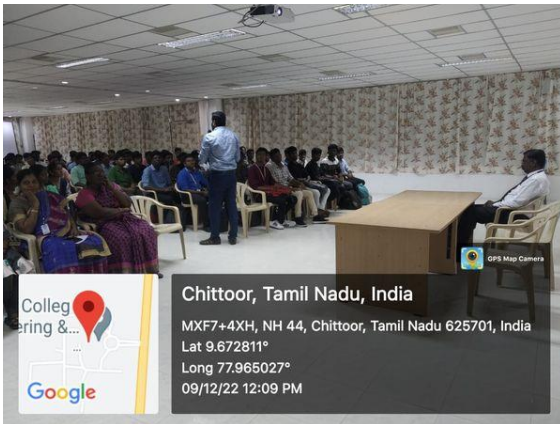 GPS Map Camera
Colleg
ering &...
...
Google
Chittoor, Tamil Nadu, India
MXF7+4XH, NH 44, Chittoor, Tamil Nadu 625701, India
Lat 9.672811°
Long 77.965027°
09/12/22 12:09 PM